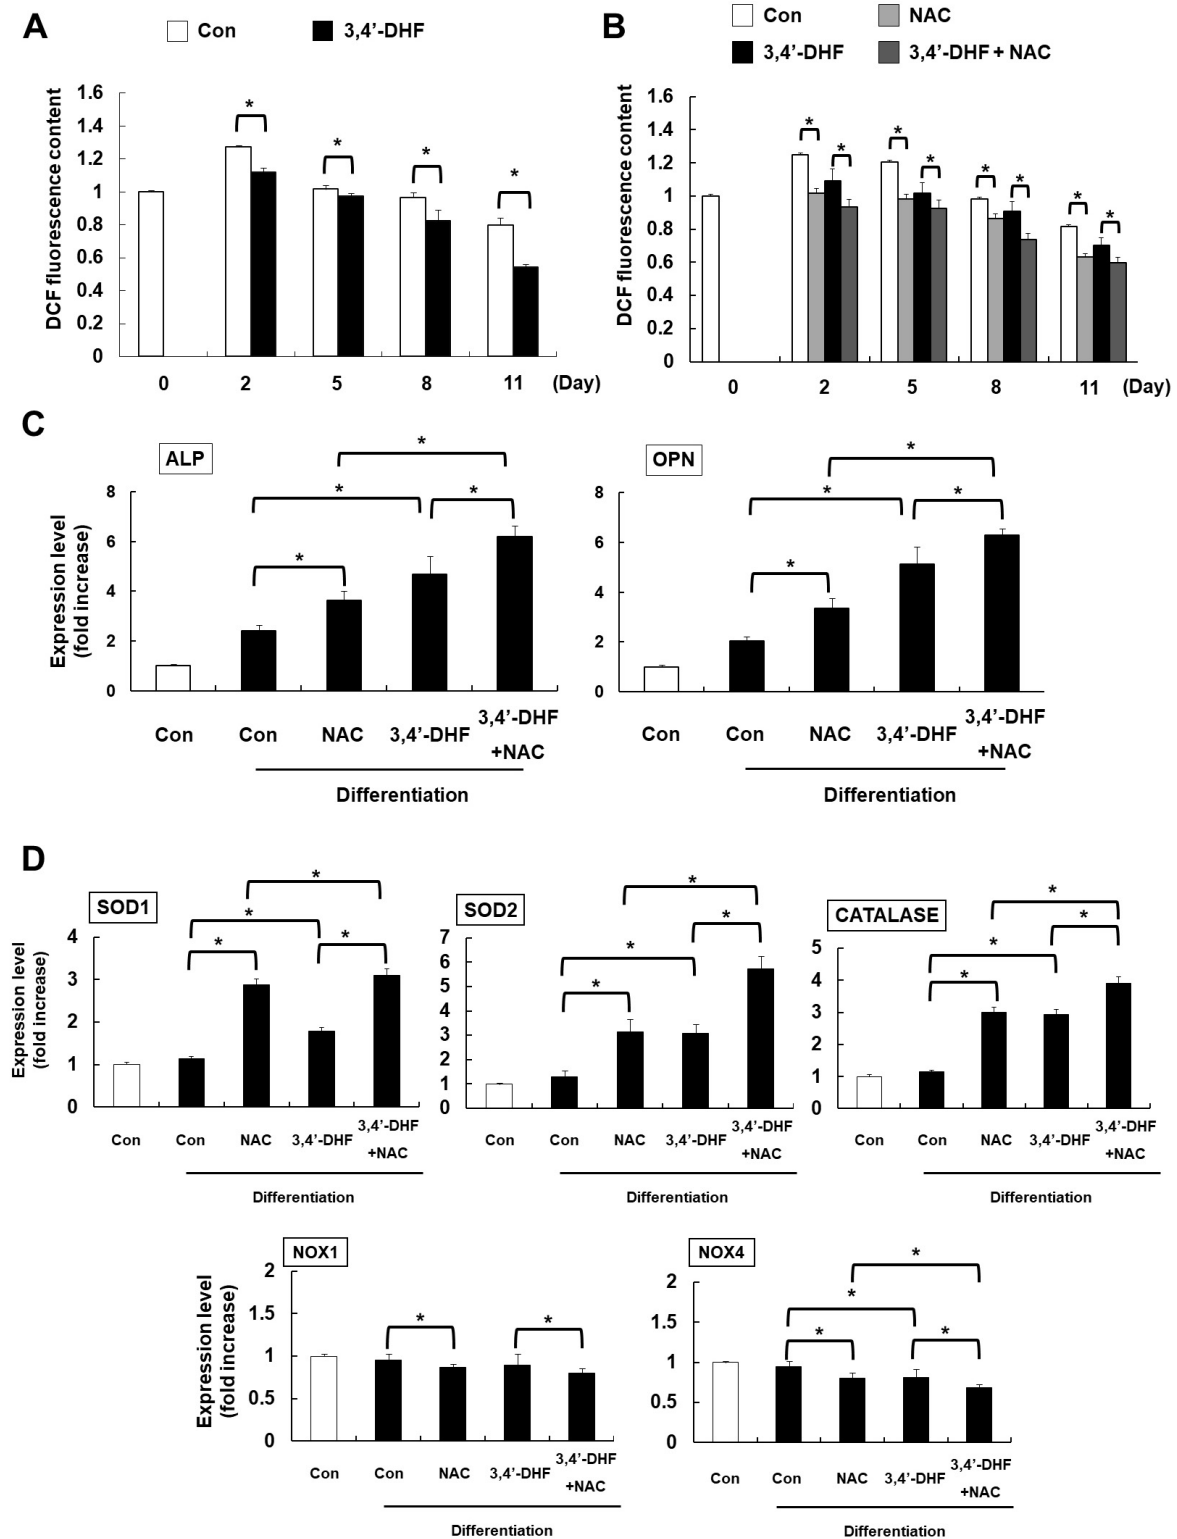 A
Con
3,4’-DHF
DCF fluorescence content
1.6
1.4
1.2
1
0.8
0.6
0.4
0.2
0
*
*
*
*
0 2 5 8 11 (Day)
B
Con
NAC
3,4’-DHF
3,4’-DHF + NAC
DCF fluorescence content
1.6
1.4
1.2
1
0.8
0.6
0.4
0.2
0
* *
* *
* *
* *
0 2 5 8 11 (Day)
C
ALP
Expression level
(fold increase)
8
6
4
2
0
*
* *
*
Con Con NAC 3,4’-DHF 3,4’-DHF
+NAC
Differentiation
OPN
8
6
4
2
0
*
* *
*
Con Con NAC 3,4’-DHF 3,4’-DHF
+NAC
Differentiation
D
SOD1
Expression level
(fold increase)
4
3
2
1
0
*
*
* *
Con Con NAC 3,4’-DHF 3,4’-DHF
+NAC
Differentiation
SOD2
7
6
5
4
3
2
1
0
*
*
*
*
Con Con NAC 3,4’-DHF 3,4’-DHF
+NAC
Differentiation
CATALASE
5
4
3
2
1
0
*
*
*
*
Con Con NAC 3,4’-DHF 3,4’-DHF
+NAC
Differentiation
NOX1
Expression level
(fold increase)
2
1.5
1
0.5
0
* *
Con Con NAC 3,4’-DHF 3,4’-DHF
+NAC
Differentiation
NOX4
2
1.5
1
0.5
0
*
*
* *
Con Con NAC 3,4’-DHF 3,4’-DHF
+NAC
Differentiation